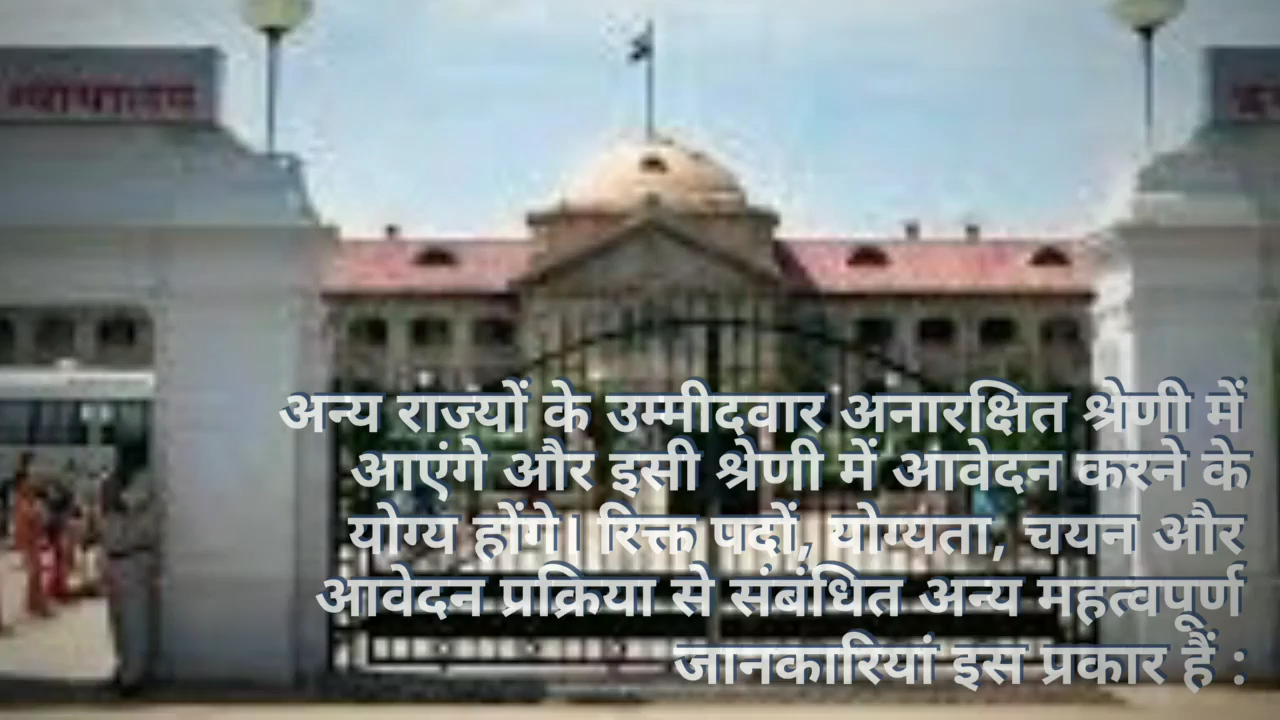 न्यायालय
अन्य राज्यों के उम्मीदवार अनारक्षित श्रेणी में
आएंगे और इसी श्रेणी में आवेदन करने के
योग्य होंगे। रिक्त पदों, योग्यता, चयन और
आवेदन प्रक्रिया से संबंधित अन्य महत्वपूर्ण
जानकारियां इस प्रकार हैं :